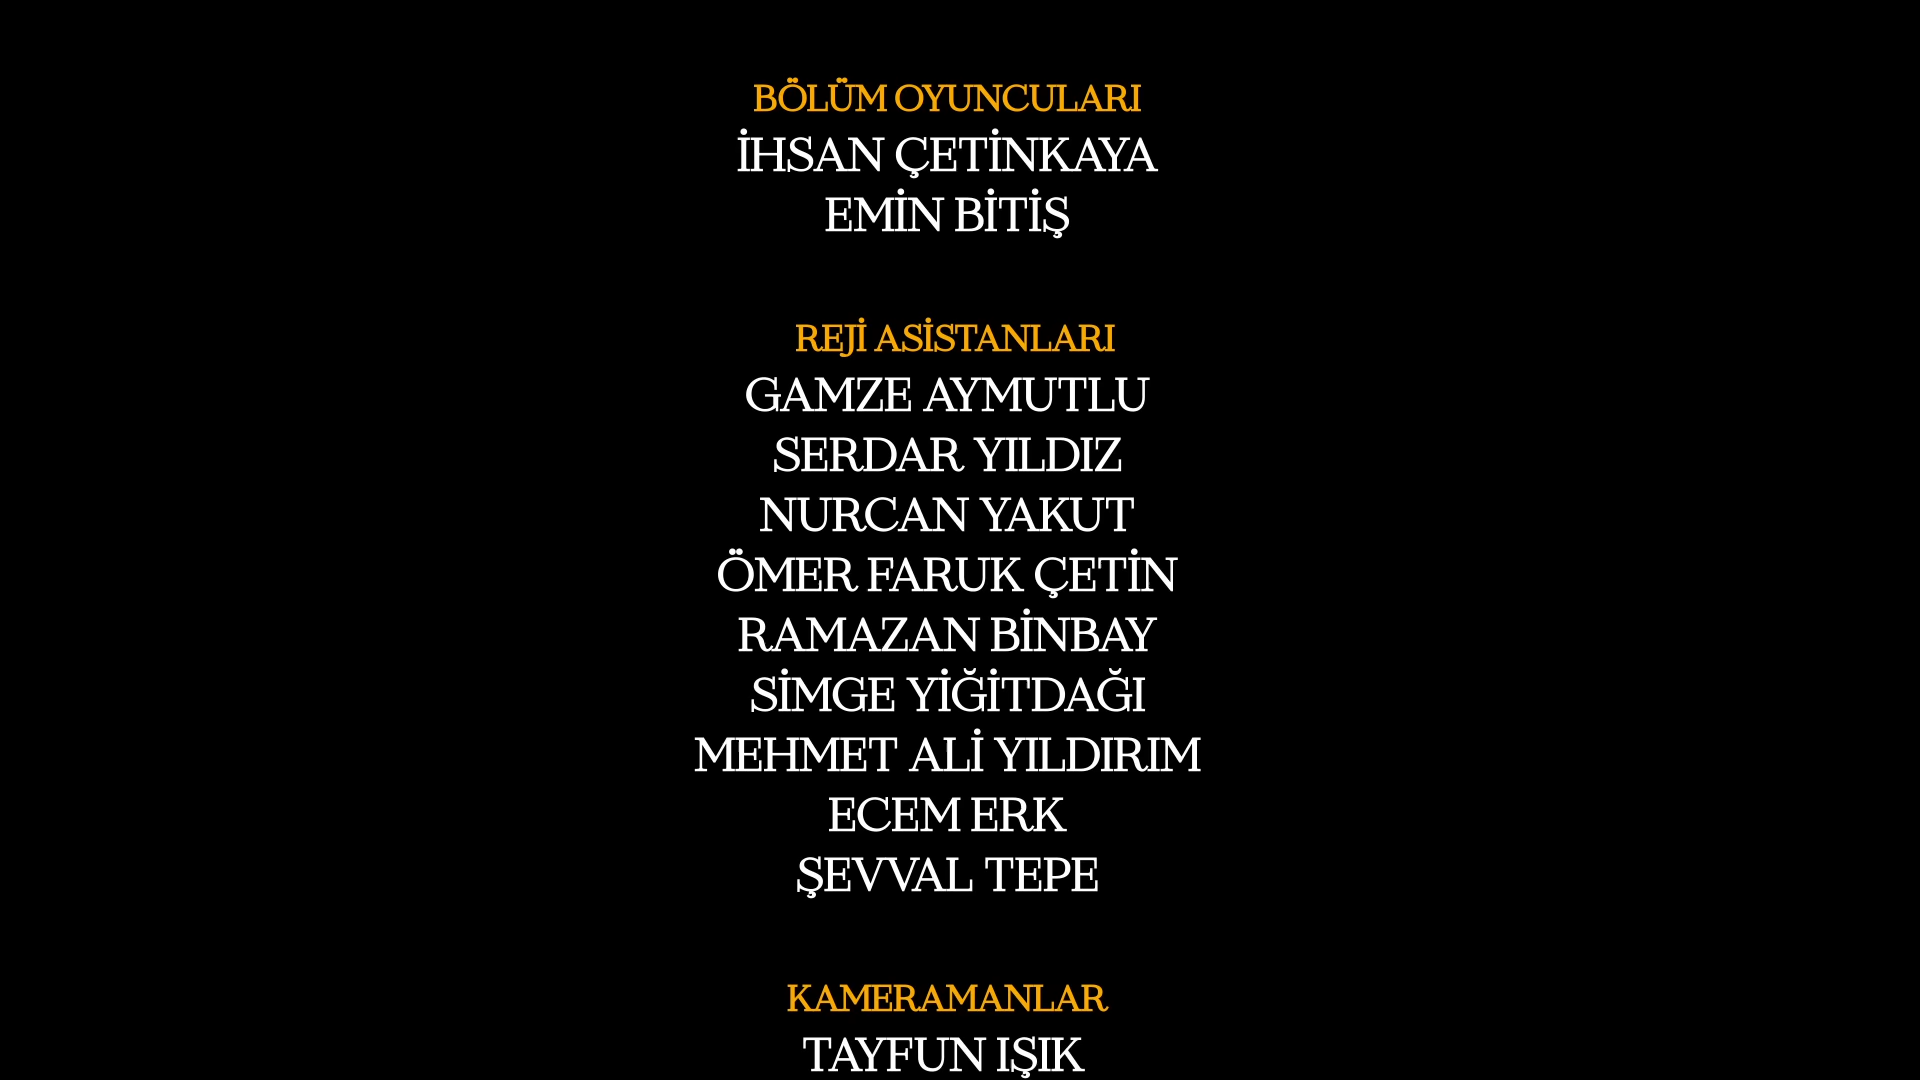 BÖLÜM OYUNCULARI
İHSAN ÇETİNKAYA
EMİN BİTİŞ
REJİ ASİSTANLARI
GAMZE AYMUTLU
SERDAR YILDIZ
NURCAN YAKUT
ÖMER FARUK ÇETİN
RAMAZAN BİNBAY
SİMGE YİĞİTDAĞI
MEHMET ALİ YILDIRIM
ECEM ERK
ŞEVVAL TEPE
KAMERAMANLAR
TAYFUN IŞIK